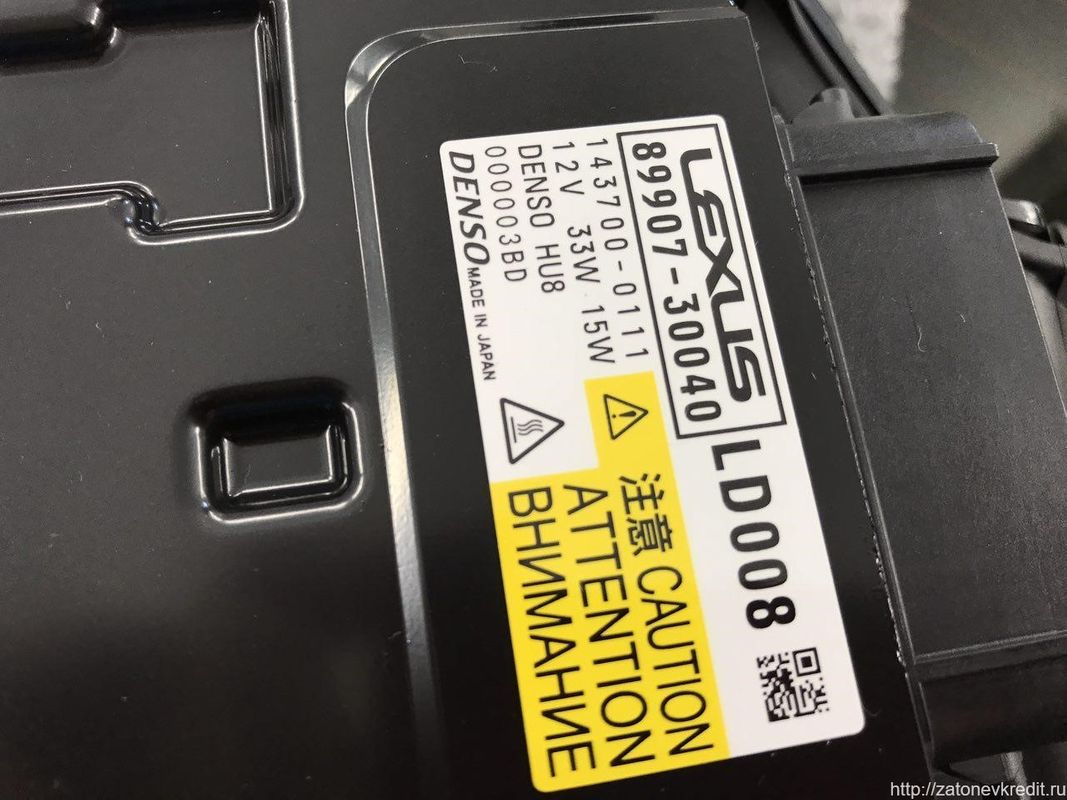 LEXUS
89907-30040 LD008
143700-0111
12V 33W 15W
DENSO HU8
000003BD
DENSO MADE IN JAPAN
注意 CAUTION
ATTENTION
ВНИМАНИЕ
http://zatonevkredit.ru